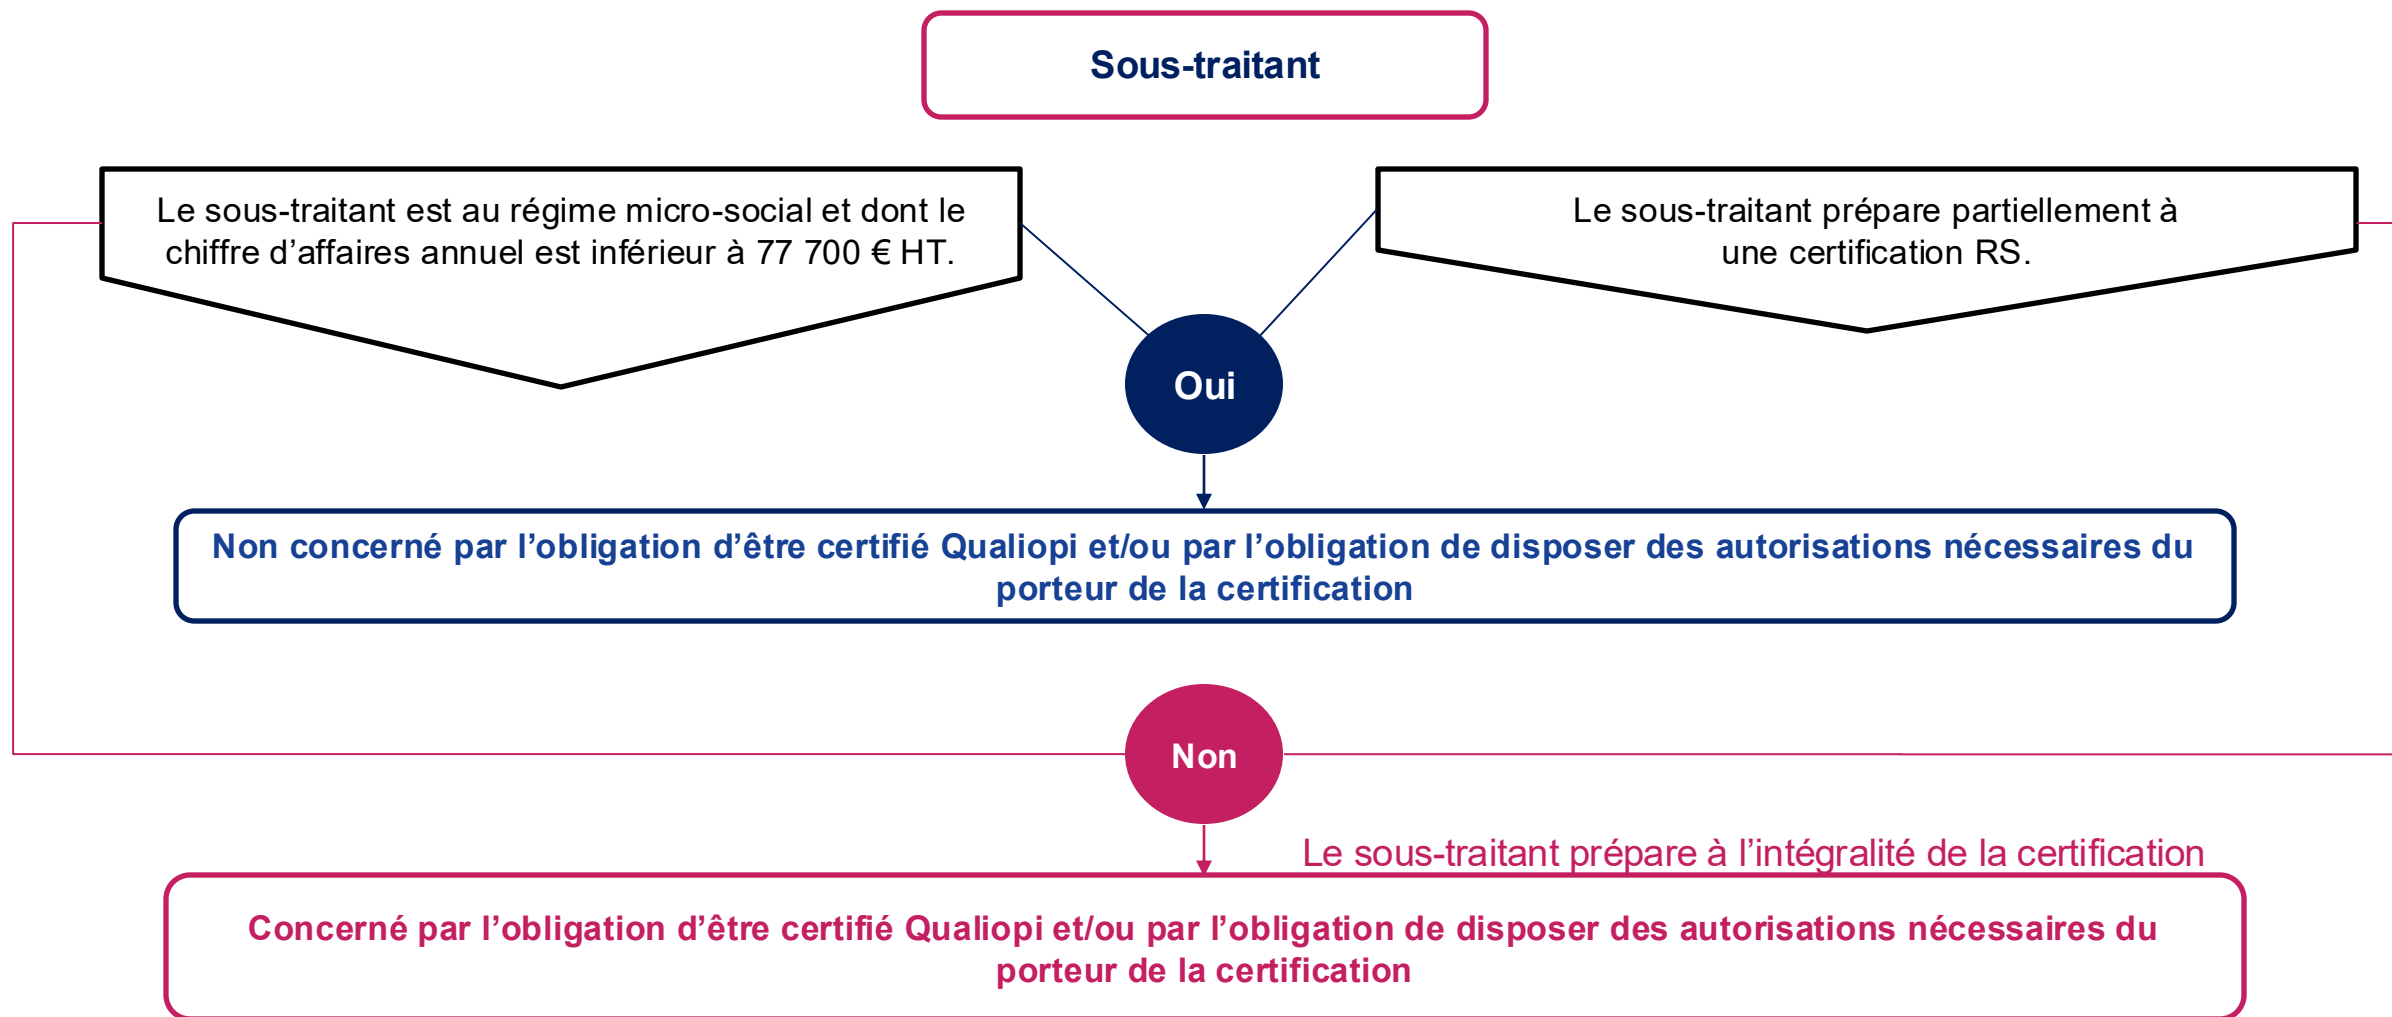 Sous-traitant
Le sous-traitant est au régime micro-social et dont le
chiffre d’affaires annuel est inférieur à 77 700 € HT.
Le sous-traitant prépare partiellement à
une certification RS.
Oui
Non concerné par l’obligation d’être certifié Qualiopi et/ou par l’obligation de disposer des autorisations nécessaires du
porteur de la certification
Non
Le sous-traitant prépare à l’intégralité de la certification
Concerné par l’obligation d’être certifié Qualiopi et/ou par l’obligation de disposer des autorisations nécessaires du
porteur de la certification